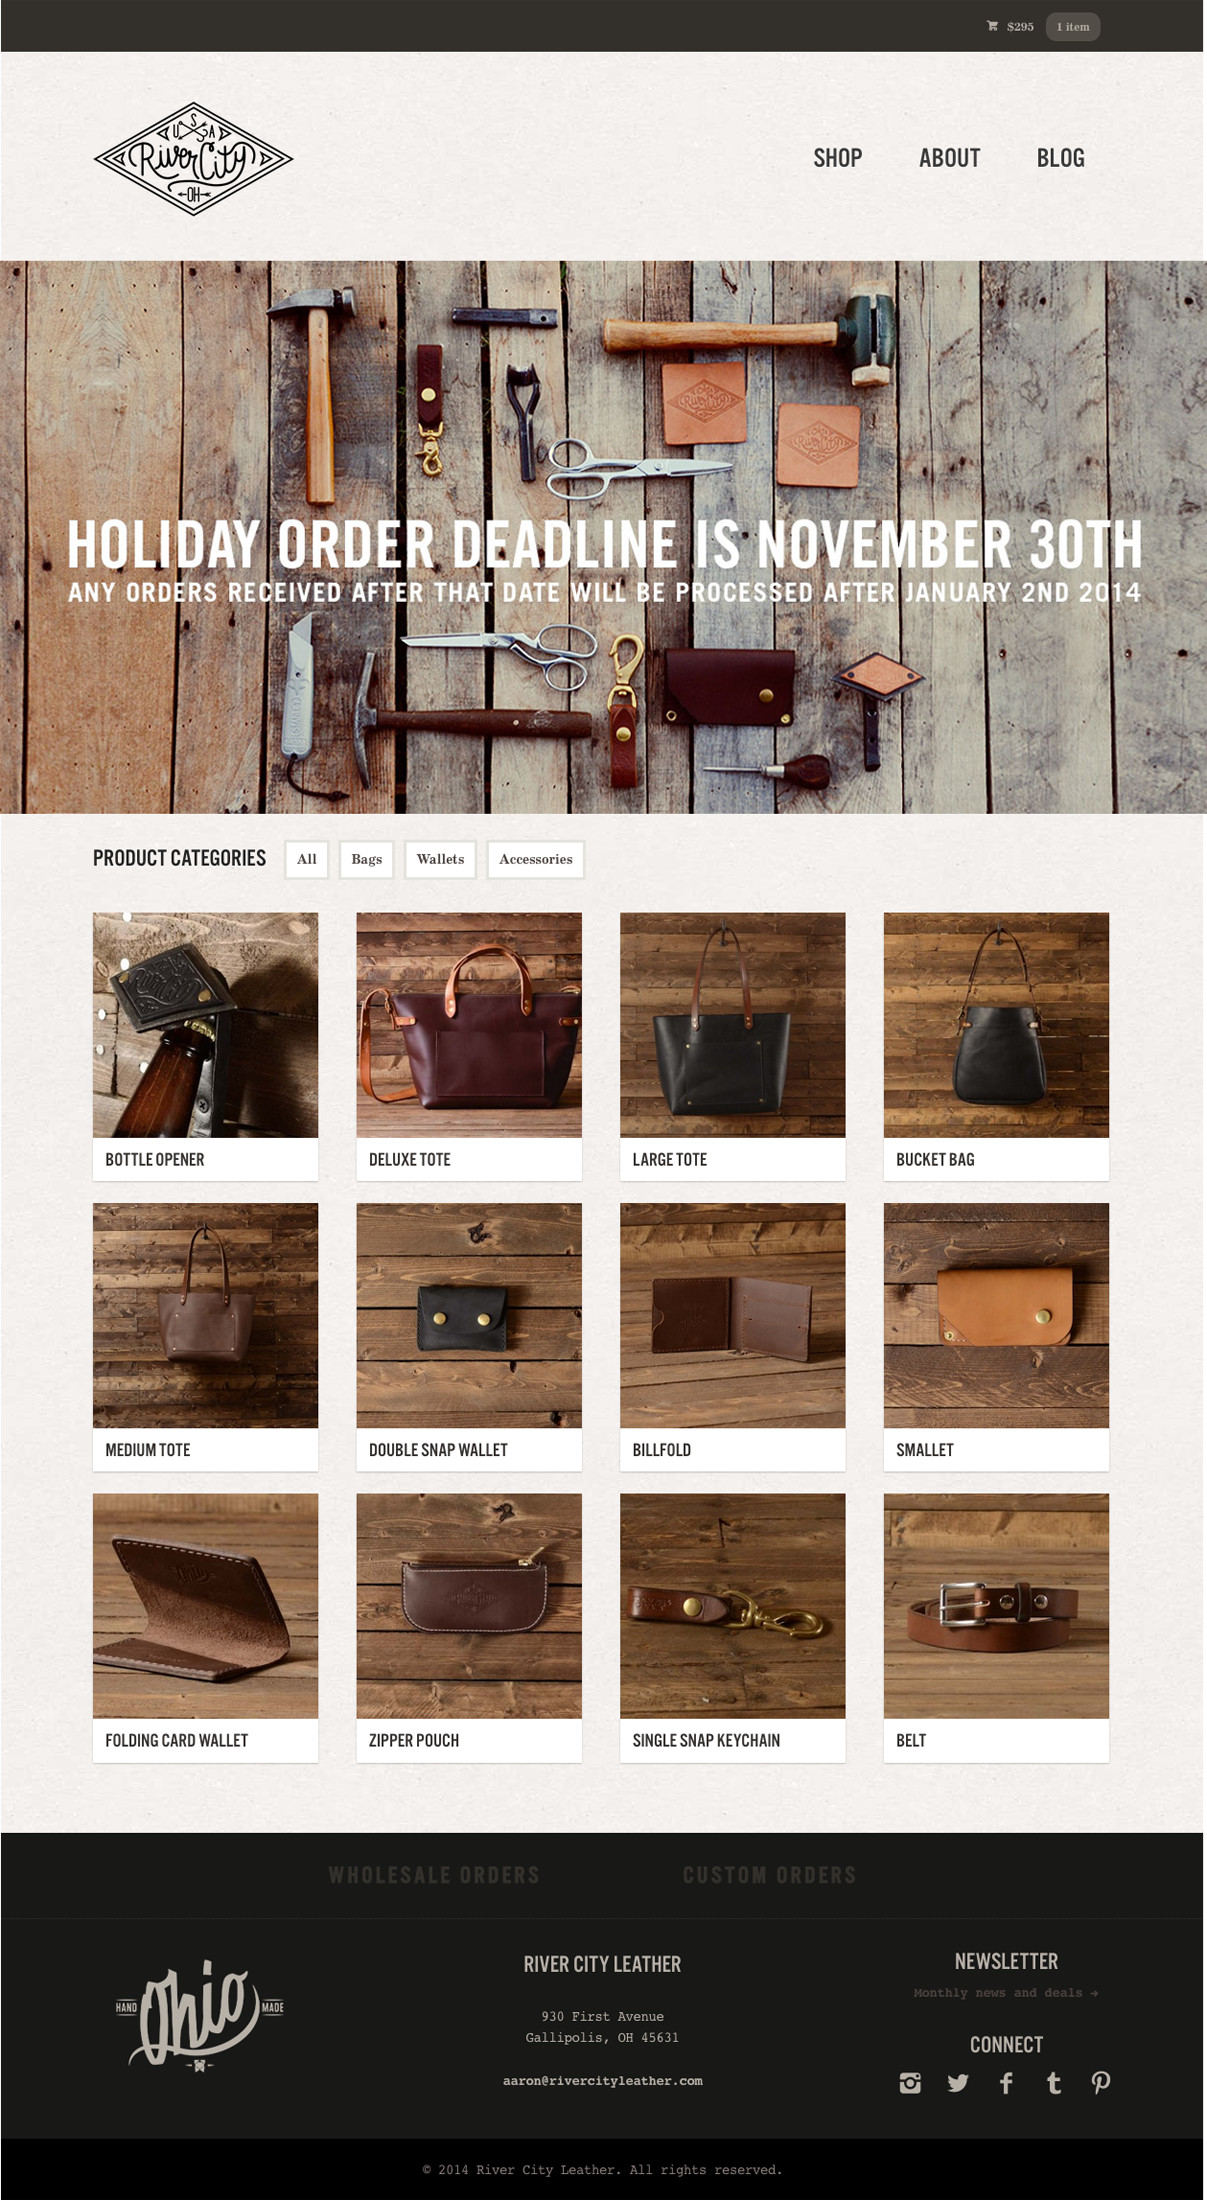 $295 1 item
U S A
River City
OH
SHOP ABOUT BLOG
River City
River City
HOLIDAY ORDER DEADLINE IS NOVEMBER 30TH
ANY ORDERS RECEIVED AFTER THAT DATE WILL BE PROCESSED AFTER JANUARY 2ND 2014
PRODUCT CATEGORIES All Bags Wallets Accessories
BOTTLE OPENER DELUXE TOTE LARGE TOTE BUCKET BAG
MEDIUM TOTE DOUBLE SNAP WALLET BILLFOLD SMALLET
FOLDING CARD WALLET ZIPPER POUCH SINGLE SNAP KEYCHAIN BELT
WHOLESALE ORDERS CUSTOM ORDERS
HAND Ohio MADE
RIVER CITY LEATHER
930 First Avenue
Gallipolis, OH 45631
aaron@rivercityleather.com
NEWSLETTER
Monthly news and deals →
CONNECT
© 2014 River City Leather. All rights reserved.